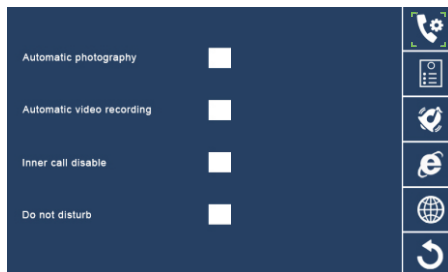 Automatic photography
Automatic video recording
Inner call disable
Do not disturb